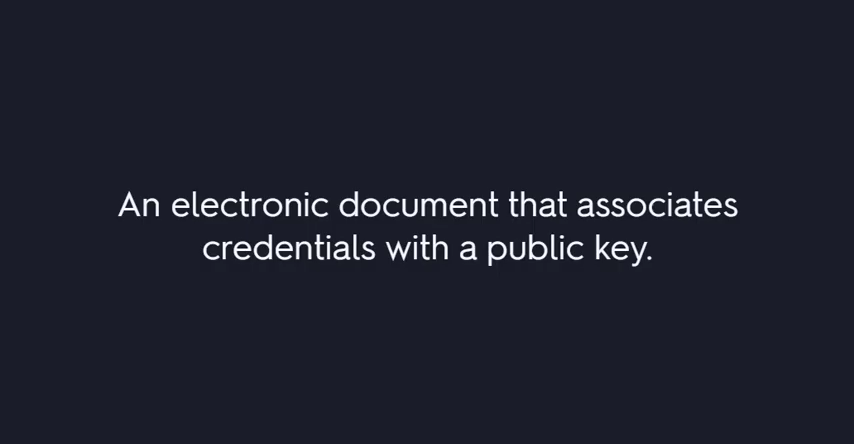 An electronic document that associates
credentials with a public key.